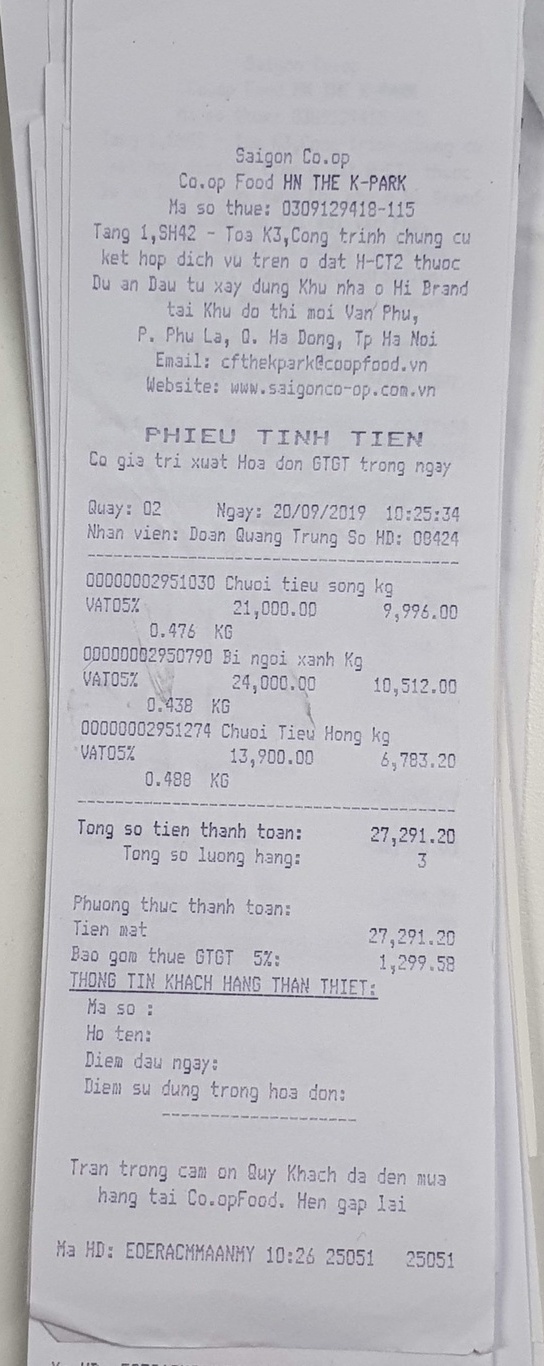 Saigon Co.op
Co.op Food HN THE K-PARK
Ma so thue: 0309129418-115
Tang 1,SH42 - Toa K3,Cong trinh chung cu
ket hop dich vu tren o dat H-CT2 thuoc
Du an Dau tu xay dung Khu nha o Hi Brand
tai Khu do thi moi Van Phu,
P. Phu La, Q. Ha Dong, Tp Ha Noi
Email: cfthekpark@coopfood.vn
Website: www.saigonco-op.com.vn
PHIEU TINH TIEN
Co gia tri xuat Hoa don GTGT trong ngay
Quay: 02 Ngay: 20/09/2019 10:25:34
Nhan vien: Doan Quang Trung So HD: 08424
00000002951030 Chuoi tieu song kg
VAT05% 21,000.00 9,996.00
0.476 KG
00000002950790 Bi ngoi xanh Kg
VAT05% 24,000.00 10,512.00
0.438 KG
00000002951274 Chuoi Tieu Hong kg
VAT05% 13,900.00 6,783.20
0.488 KG
Tong so tien thanh toan: 27,291.20
Tong so luong hang: 3
Phuong thuc thanh toan:
Tien mat 27,291.20
Bao gom thue GTGT 5%: 1,299.58
THONG TIN KHACH HANG THAN THIET:
Ma so :
Ho ten:
Diem dau ngay:
Diem su dung trong hoa don:
Tran trong cam on Quy Khach da den mua
hang tai Co.opFood. Hen gap lai
Ma HD: EOERACMMAANMY 10:26 25051 25051